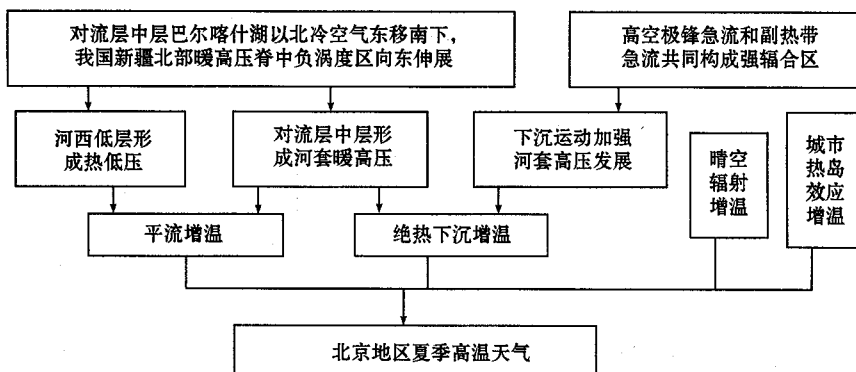 对流层中层巴尔喀什湖以北冷空气东移南下，
我国新疆北部暖高压脊中负涡度区向东伸展
高空极锋急流和副热带
急流共同构成强辐合区
河西低层形
成热低压
对流层中层形
成河套暖高压
下沉运动加强
河套高压发展
晴空
辐射
增温
城市
热岛
效应
增温
平流增温
绝热下沉增温
北京地区夏季高温天气